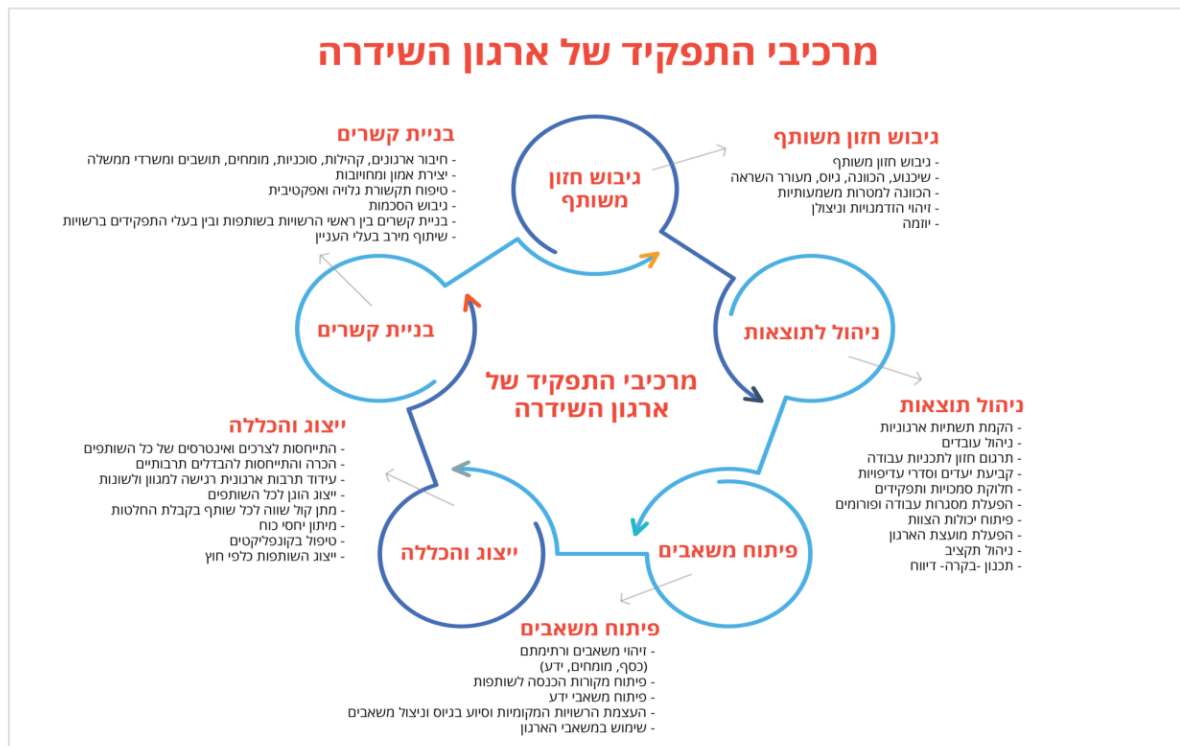 מרכיבי התפקיד של ארגון השידרה
גיבוש חזון משותף
- גיבוש חזון משותף
- שיכנוע, הכוונה, גיוס, מעורר השראה
- הכוונה למטרות משמעותיות
- זיהוי הזדמנויות וניצולן
- יוזמה
בניית קשרים
- חיבור ארגונים, קהילות, סוכניות, מומחים, תושבים ומשרדי ממשלה
- יצירת אמון ומחויובות
- טיפוח תקשורת גלויה ואפקטיבית
- גיבוש הסכמות
- בניית קשרים בין ראשי הרשויות בשותפות ובין בעלי התפקידים ברשויות
- שיתוף מירב בעלי העניין
גיבוש חזון
משותף
ניהול לתוצאות
בניית קשרים
מרכיבי התפקיד של
ארגון השידרה
ניהול תוצאות
- הקמת תשתיות ארגוניות
- ניהול עובדים
- תרגום חזון לתכניות עבודה
- קביעת יעדים וסדרי עדיפויות
- חלוקת סמכויות ותפקידים
- הפעלת מסגרות עבודה ופורומים
- פיתוח יכולות הצוות
- הפעלת מועצת הארגון
- ניהול תקציב
- תכנון -בקרה- דיווח
ייצוג והכללה
- התייחסות לצרכים ואינטרסים של כל השותפים
- הכרה והתייחסות להבדלים תרבותיים
- עידוד תרבות ארגונית רגישה למגוון ולשונות
- ייצוג הוגן לכל השותפים
- מתן קול שווה לכל שותף בקבלת החלטות
- מיתון יחסי כוח
- טיפול בקונפליקטים
- ייצוג השותפות כלפי חוץ
פיתוח משאבים
ייצוג והכללה
פיתוח משאבים
- זיהוי משאבים ורתימתם
(כסף, מומחים, ידע)
- פיתוח מקורות הכנסה לשותפות
- פיתוח משאבי ידע
- העצמת הרשויות המקומיות וסיוע בגיוס וניצול משאבים
- שימוש במשאבי הארגון